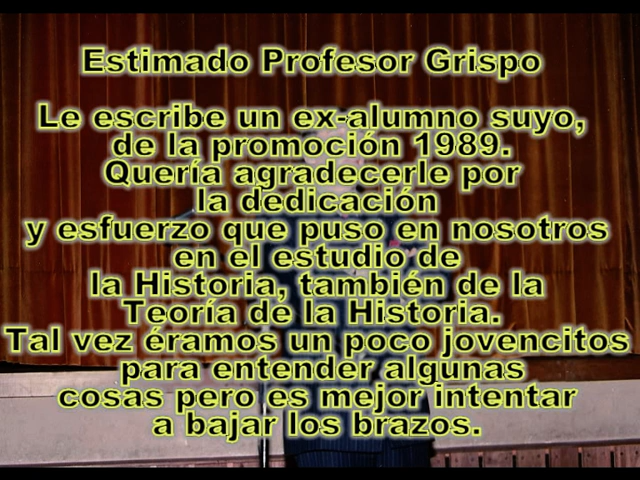 Estimado Profesor Grispo
Le escribe un ex-alumno suyo,
de la promoción 1989.
Quería agradecerle por
la dedicación
y esfuerzo que puso en nosotros
en el estudio de
la Historia, también de la
Teoría de la Historia.
Tal vez éramos un poco jovencitos
para entender algunas
cosas pero es mejor intentar
a bajar los brazos.